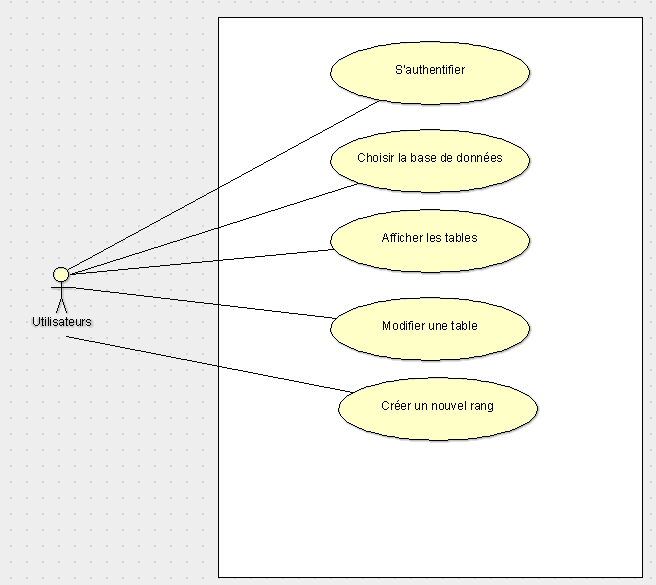 S'authentifier
Choisir la base de données
Afficher les tables
Utilisateurs
Modifier une table
Créer un nouvel rang